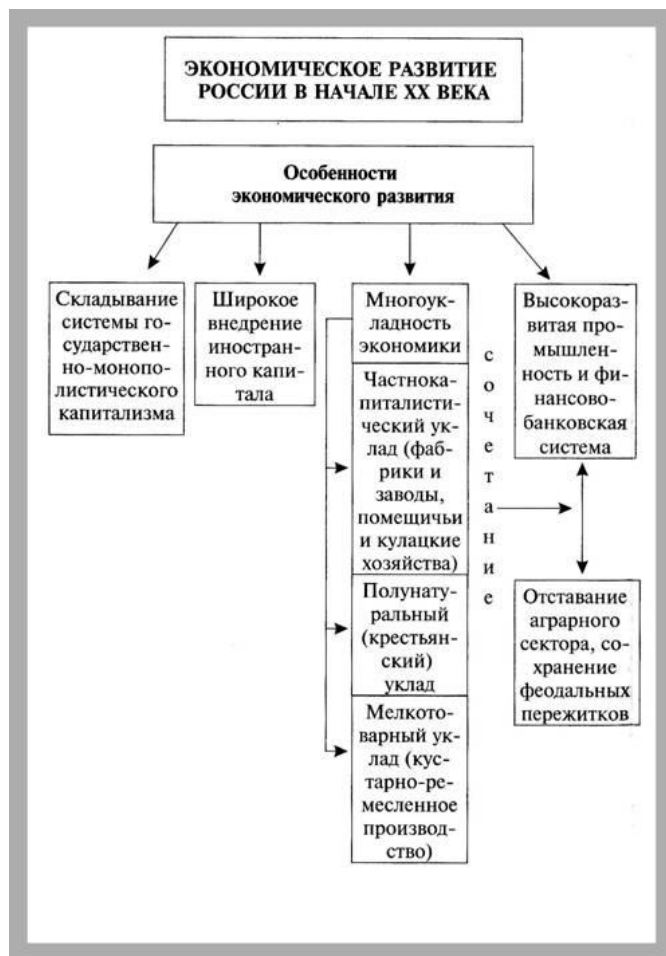 ЭКОНОМИЧЕСКОЕ РАЗВИТИЕ
РОССИИ В НАЧАЛЕ XX ВЕКА
Особенности
экономического развития
Складывание
системы го-
сударствен-
но-монопо-
листического
капитализма
Широкое
внедрение
иностран-
ного капи-
тала
Многоук-
ладность
экономики
Частнока-
питалисти-
ческий ук-
лад (фаб-
рики и
заводы,
помещичьи
и кулацкие
хозяйства)
Полунату-
ральный
(крестьян-
ский)
уклад
Мелкото-
варный ук-
лад (кус-
тарно-ре-
месленное
производ-
ство)
сочетание
Высокораз-
витая про-
мышлен-
ность и фи-
нансово-
банковская
система
Отставание
аграрного
сектора, со-
хранение
феодальных
пережитков